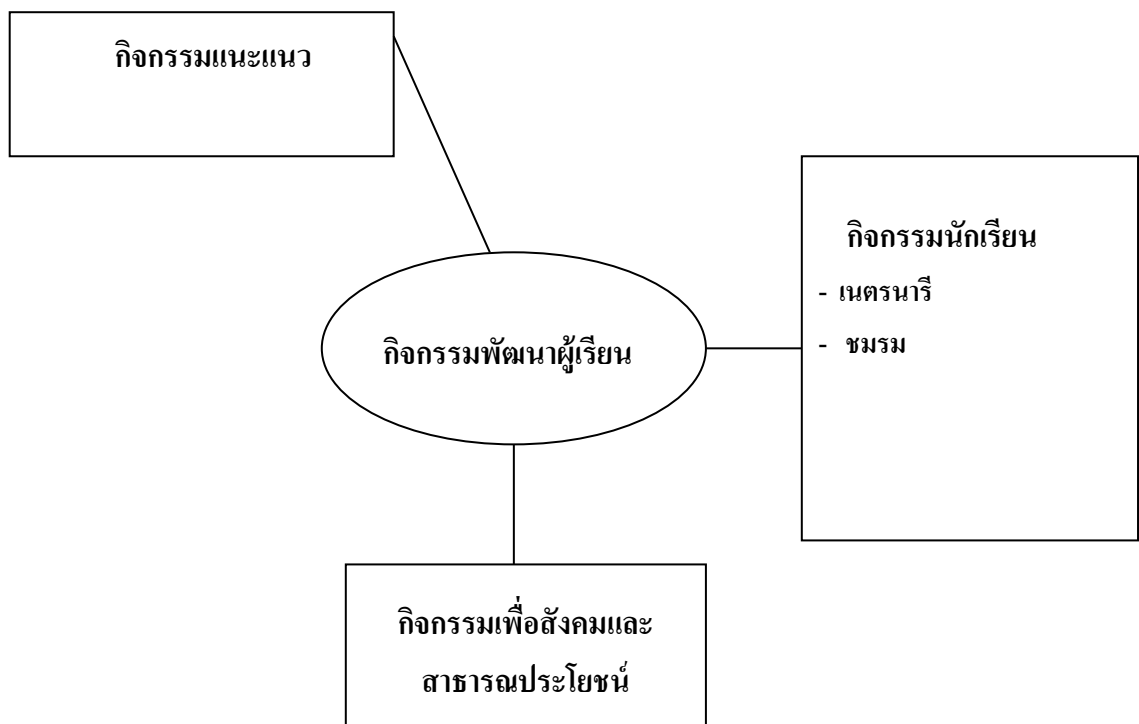 กิจกรรมแนะแนว
กิจกรรมนักเรียน
- เนตรนารี
- ชมรม
กิจกรรมพัฒนาผู้เรียน
กิจกรรมเพื่อสังคมและ
สาธารณประโยชน์